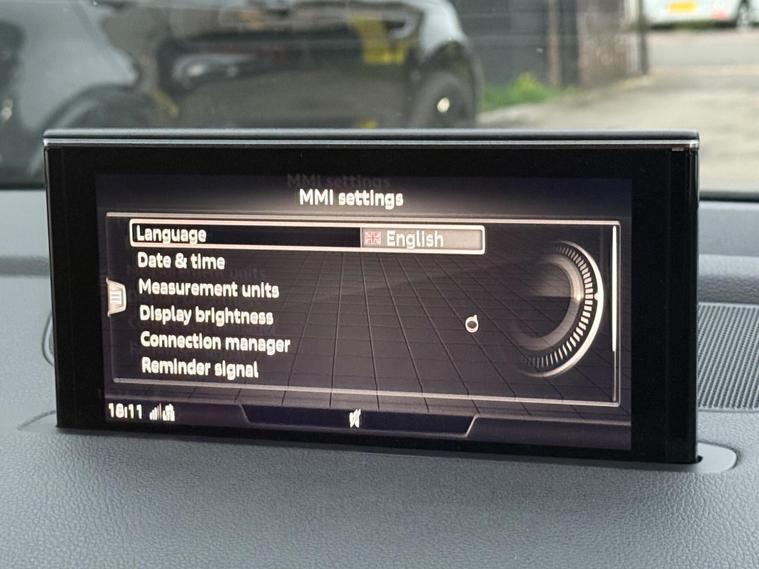 MMI settings
Language English
Date & time
Measurement units
Display brightness
Connection manager
Reminder signal
18:11